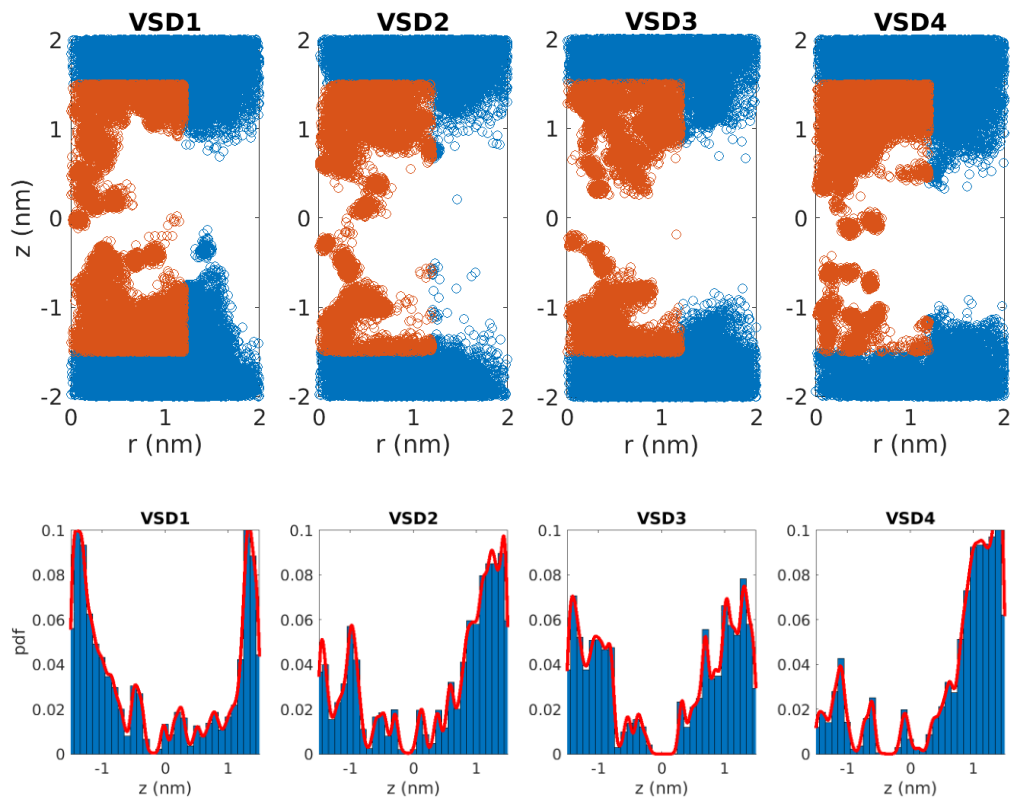 VSD1 VSD2 VSD3 VSD4
2 2 2 2
1 1 1 1
z (nm)
0 0 0 0
-1 -1 -1 -1
-2 -2 -2 -2
0 1 2 0 1 2 0 1 2 0 1 2
r (nm) r (nm) r (nm) r (nm)
VSD1 VSD2 VSD3 VSD4
0.1 0.1 0.1 0.1
0.08 0.08 0.08 0.08
0.06 0.06 0.06 0.06
pdf
0.04 0.04 0.04 0.04
0.02 0.02 0.02 0.02
0 0 0 0
-1 0 1 -1 0 1 -1 0 1 -1 0 1
z (nm) z (nm) z (nm) z (nm)